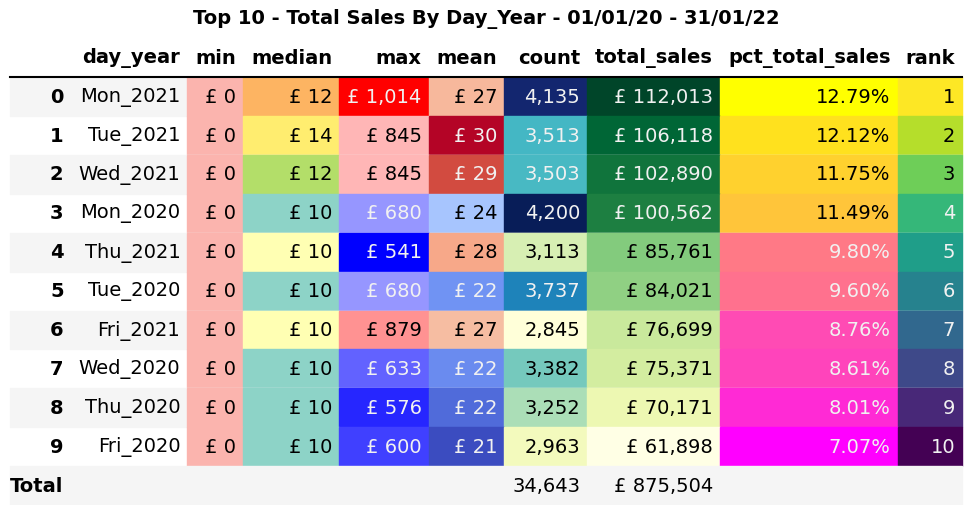 Top 10 - Total Sales By Day_Year - 01/01/20 - 31/01/22
day_year min median max mean count total_sales pct_total_sales rank
0 Mon_2021 £ 0 £ 12 £ 1,014 £ 27 4,135 £ 112,013 12.79% 1
1 Tue_2021 £ 0 £ 14 £ 845 £ 30 3,513 £ 106,118 12.12% 2
2 Wed_2021 £ 0 £ 12 £ 845 £ 29 3,503 £ 102,890 11.75% 3
3 Mon_2020 £ 0 £ 10 £ 680 £ 24 4,200 £ 100,562 11.49% 4
4 Thu_2021 £ 0 £ 10 £ 541 £ 28 3,113 £ 85,761 9.80% 5
5 Tue_2020 £ 0 £ 10 £ 680 £ 22 3,737 £ 84,021 9.60% 6
6 Fri_2021 £ 0 £ 10 £ 879 £ 27 2,845 £ 76,699 8.76% 7
7 Wed_2020 £ 0 £ 10 £ 633 £ 22 3,382 £ 75,371 8.61% 8
8 Thu_2020 £ 0 £ 10 £ 576 £ 22 3,252 £ 70,171 8.01% 9
9 Fri_2020 £ 0 £ 10 £ 600 £ 21 2,963 £ 61,898 7.07% 10
Total 34,643 £ 875,504